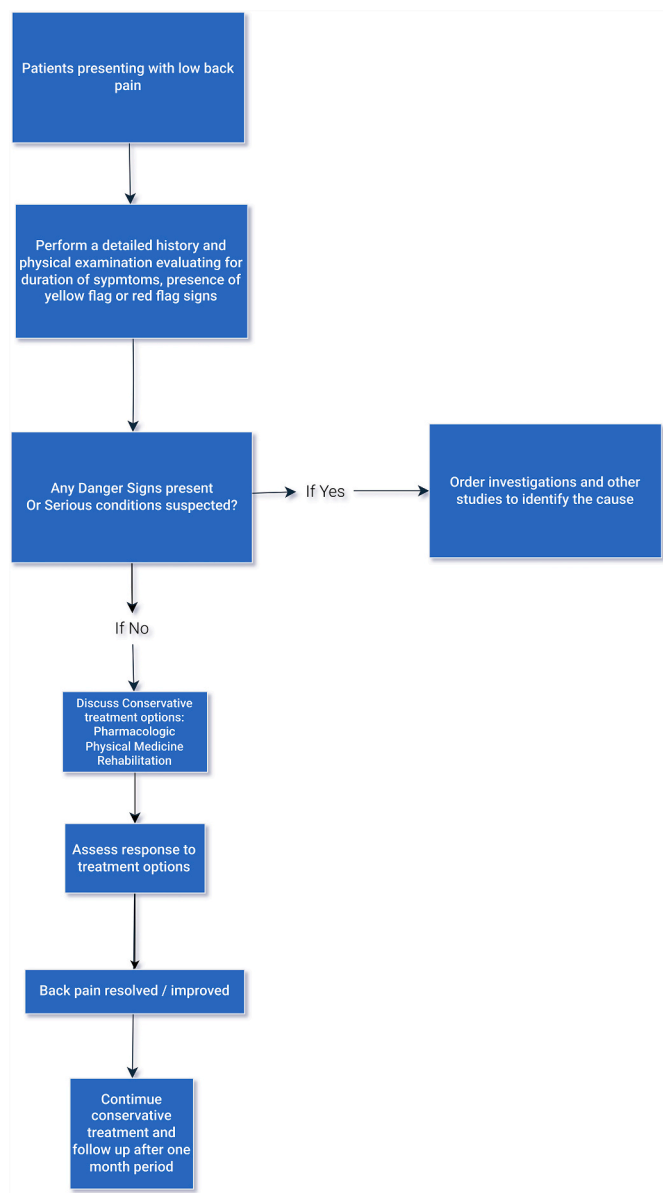 Patients presenting with low back
pain
Perform a detailed history and
physical examination evaluating for
duration of sypmtoms, presence of
yellow flag or red flag signs
Any Danger Signs present
Or Serious conditions suspected?
If Yes
Order investigations and other
studies to identify the cause
If No
Discuss Conservative
treatment options:
Pharmacologic
Physical Medicine
Rehabilitation
Assess response to
treatment options
Back pain resolved / improved
Contimue
conservative
treatment and
follow up after one
month period